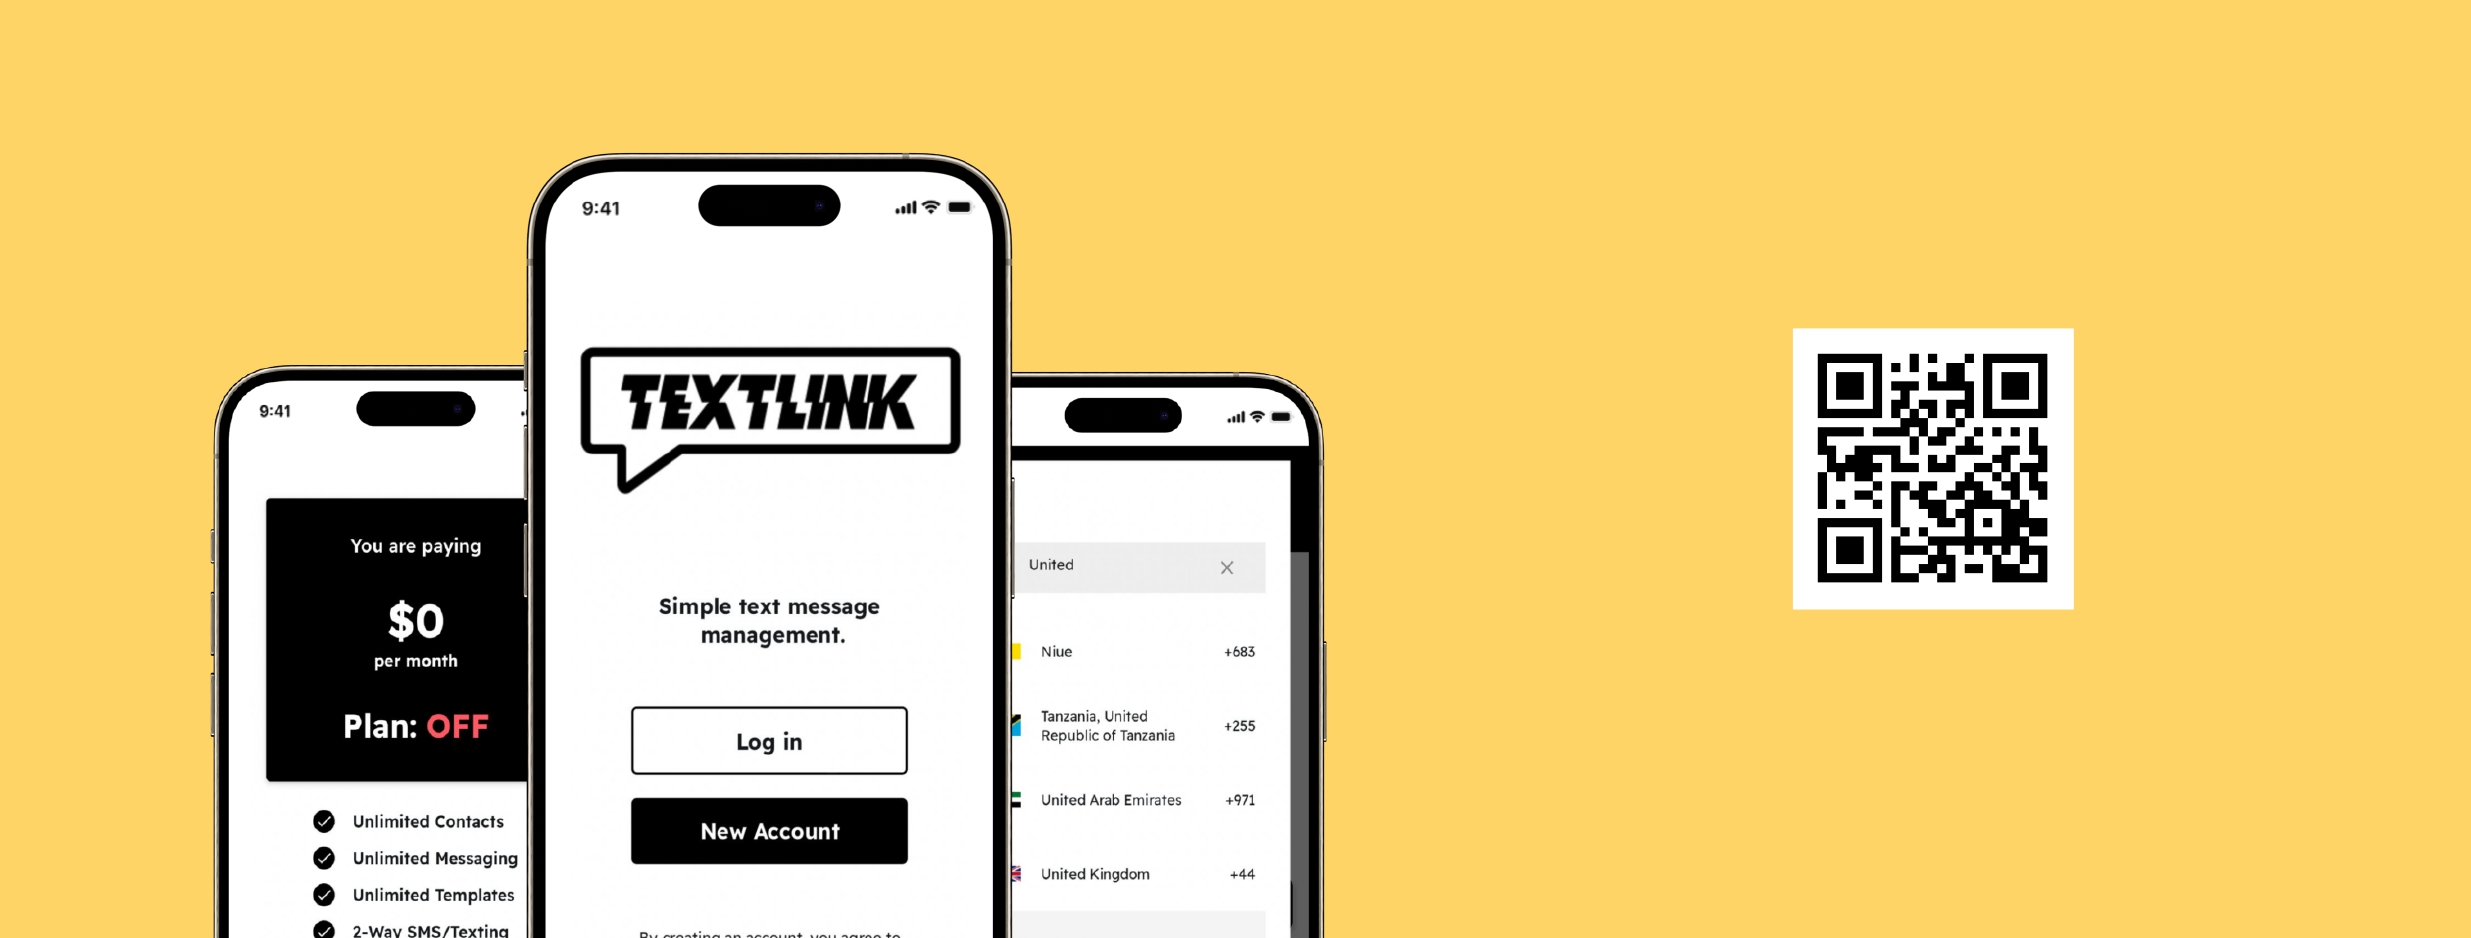 9:41
You are paying
$0
per month
Plan: OFF
Unlimited Contacts
Unlimited Messaging
Unlimited Templates
2-Way SMS/Texting
9:41
TEXTLINK
Simple text message
management.
Log in
New Account
By creating an account, you agree to
United
Niue +683
Tanzania, United
Republic of Tanzania +255
United Arab Emirates +971
United Kingdom +44